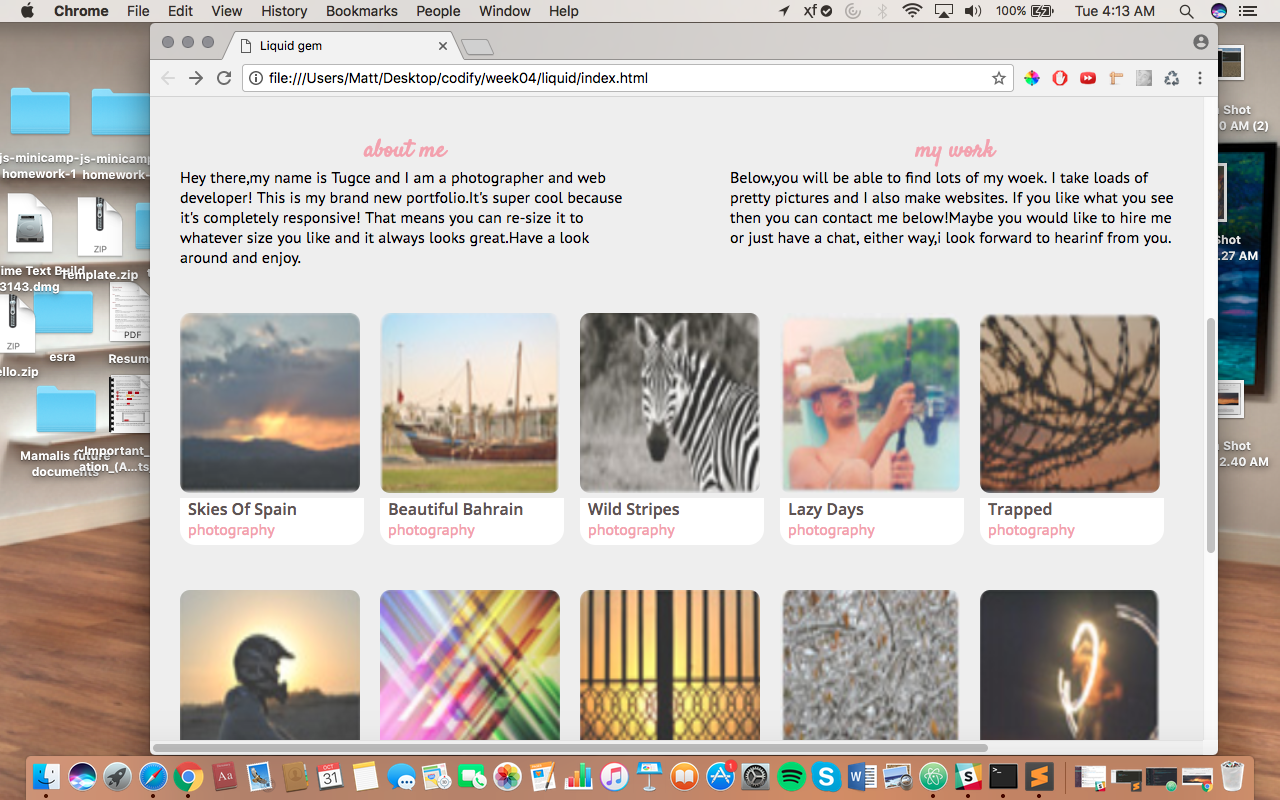 Chrome File Edit View History Bookmarks People Window Help 100% Tue 4:13 AM
Liquid gem
file:///Users/Matt/Desktop/codify/week04/liquid/index.html
js-minicamp-
homework-1
js-minicamp-
homework-
ZIP
ime Text Build
3143.dmg
Template.zip
ZIP
esra
PDF
Resum
llo.zip
Mamalis future
documents
~Important_
ation_(A...ts
Shot
0 AM (2)
Shot
.27 AM
Shot
2.40 AM
about me
Hey there,my name is Tugce and I am a photographer and web
developer! This is my brand new portfolio.It's super cool because
it's completely responsive! That means you can re-size it to
whatever size you like and it always looks great.Have a look
around and enjoy.
my work
Below,you will be able to find lots of my woek. I take loads of
pretty pictures and I also make websites. If you like what you see
then you can contact me below!Maybe you would like to hire me
or just have a chat, either way,i look forward to hearinf from you.
Skies Of Spain
photography
Beautiful Bahrain
photography
Wild Stripes
photography
Lazy Days
photography
Trapped
photography
Aa
OCT
31
1